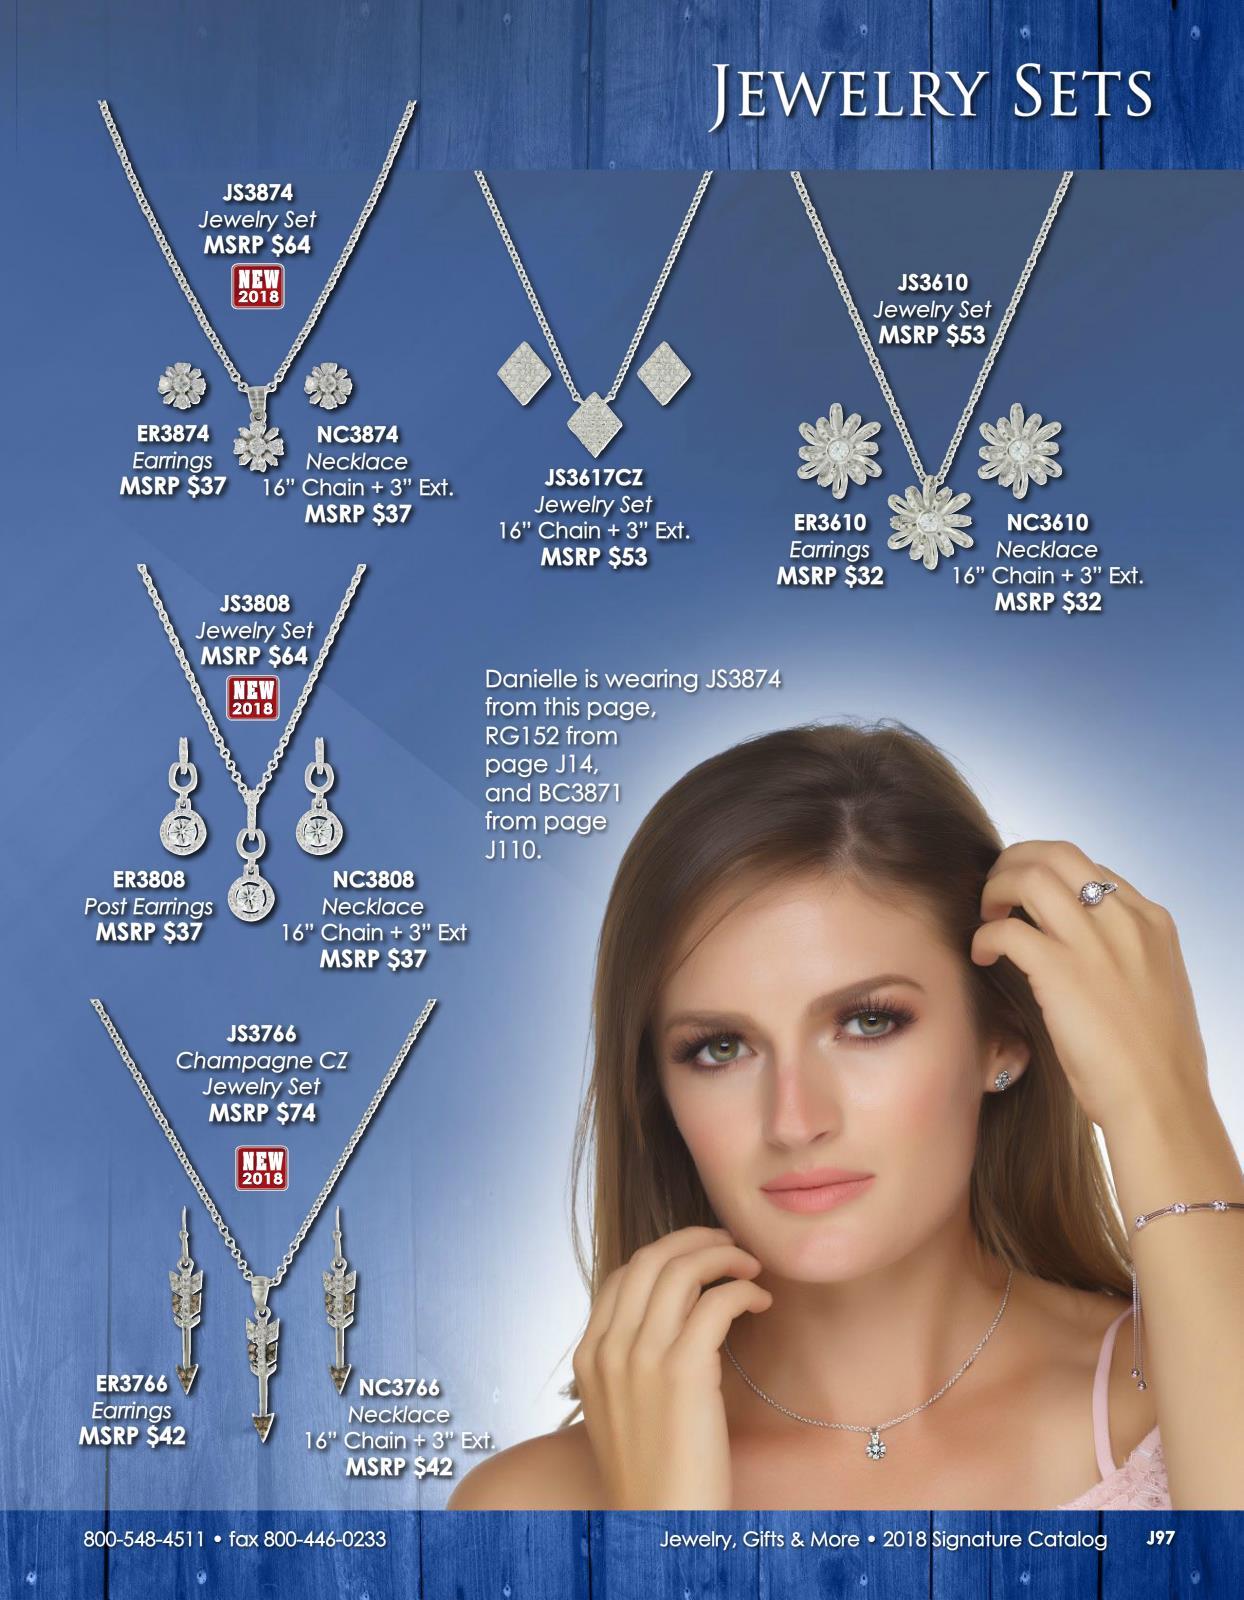 JEWELRY SETS
JS3874
Jewelry Set
MSRP $64
NEW
2018
ER3874
Earrings
MSRP $37
NC3874
Necklace
16” Chain + 3” Ext.
MSRP $37
JS3617CZ
Jewelry Set
16” Chain + 3” Ext.
MSRP $53
JS3610
Jewelry Set
MSRP $53
ER3610
Earrings
MSRP $32
NC3610
Necklace
16” Chain + 3” Ext.
MSRP $32
JS3808
Jewelry Set
MSRP $64
NEW
2018
ER3808
Post Earrings
MSRP $37
NC3808
Necklace
16” Chain + 3” Ext
MSRP $37
Danielle is wearing JS3874
from this page,
RG152 from
page J14,
and BC3871
from page
J110.
JS3766
Champagne CZ
Jewelry Set
MSRP $74
NEW
2018
ER3766
Earrings
MSRP $42
NC3766
Necklace
16” Chain + 3” Ext.
MSRP $42
800-548-4511 • fax 800-446-0233
Jewelry, Gifts & More • 2018 Signature Catalog J97